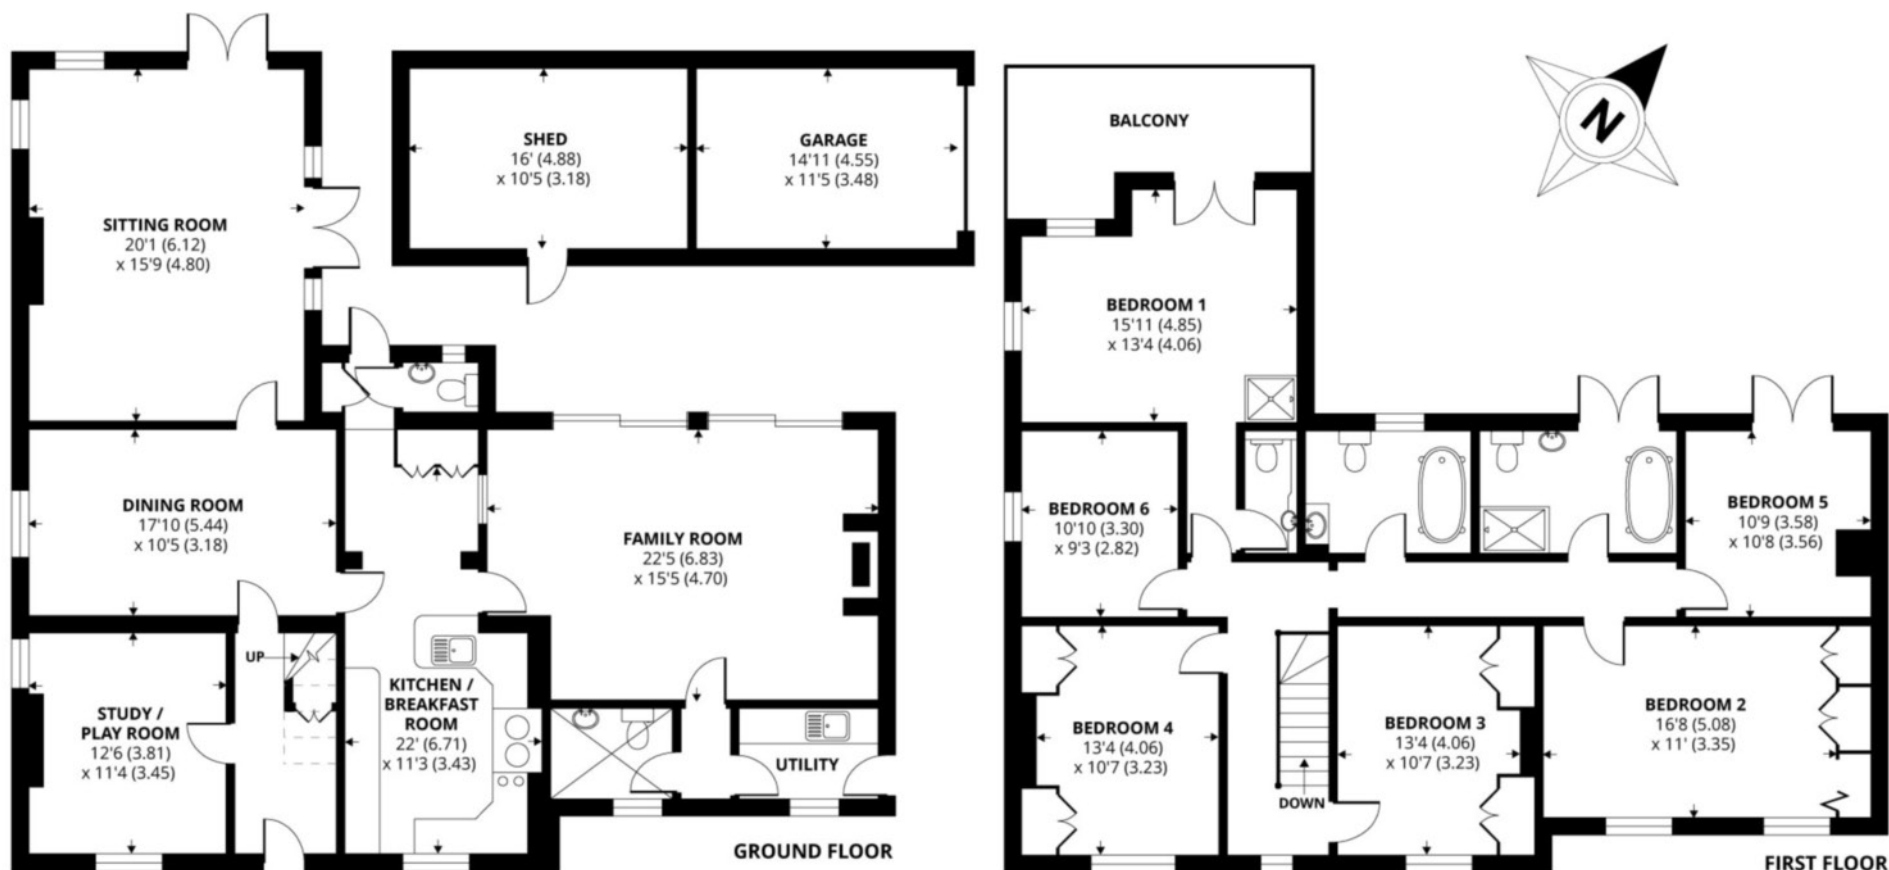 SITTING ROOM
20'1 (6.12)
x 15'9 (4.80)
SHED
16' (4.88)
x 10'5 (3.18)
GARAGE
14'11 (4.55)
x 11'5 (3.48)
DINING ROOM
17'10 (5.44)
x 10'5 (3.18)
FAMILY ROOM
22'5 (6.83)
x 15'5 (4.70)
UP
STUDY /
PLAY ROOM
12'6 (3.81)
x 11'4 (3.45)
KITCHEN /
BREAKFAST
ROOM
22' (6.71)
x 11'3 (3.43)
UTILITY
GROUND FLOOR
BALCONY
N
BEDROOM 1
15'11 (4.85)
x 13'4 (4.06)
BEDROOM 6
10'10 (3.30)
x 9'3 (2.82)
BEDROOM 5
10'9 (3.58)
x 10'8 (3.56)
BEDROOM 4
13'4 (4.06)
x 10'7 (3.23)
DOWN
BEDROOM 3
13'4 (4.06)
x 10'7 (3.23)
BEDROOM 2
16'8 (5.08)
x 11' (3.35)
FIRST FLOOR